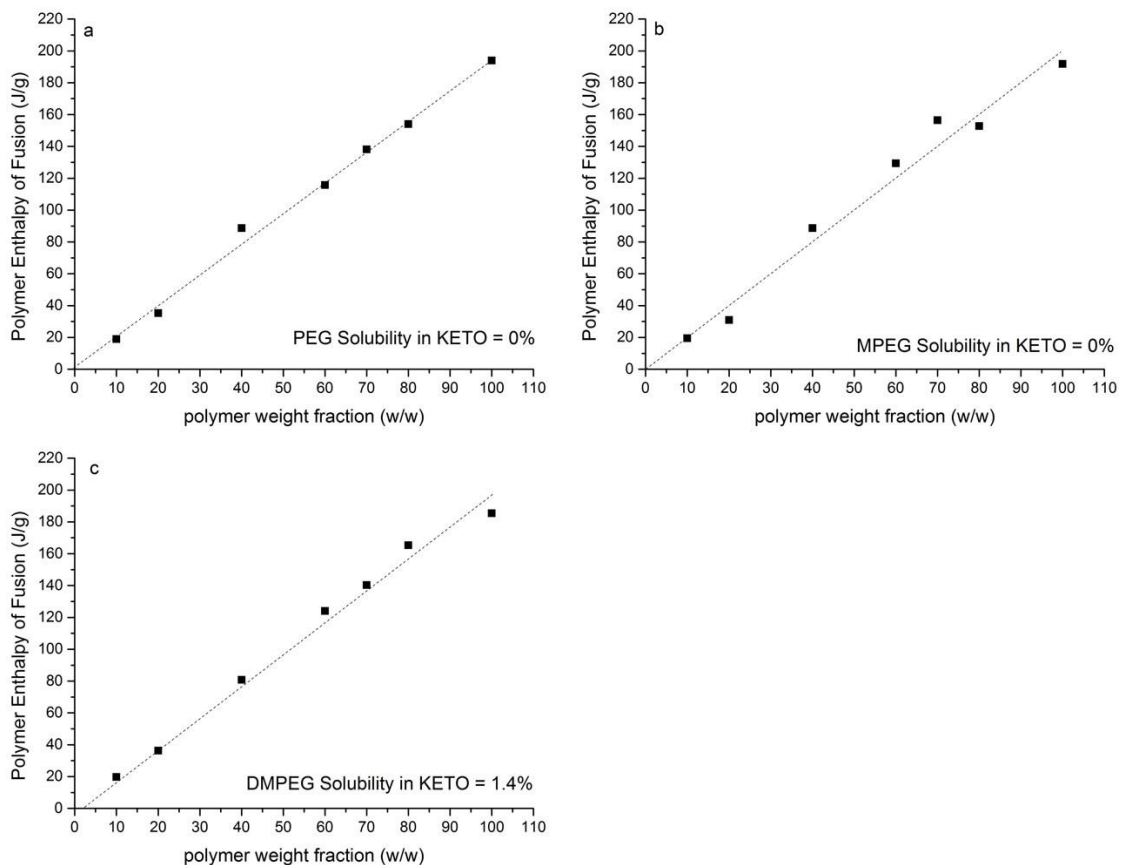 a
220
200
180
160
140
120
100
80
60
40
20
0
Polymer Enthalpy of Fusion (J/g)
PEG Solubility in KETO = 0%
0 10 20 30 40 50 60 70 80 90 100 110
polymer weight fraction (w/w)
b
220
200
180
160
140
120
100
80
60
40
20
0
Polymer Enthalpy of Fusion (J/g)
MPEG Solubility in KETO = 0%
0 10 20 30 40 50 60 70 80 90 100 110
polymer weight fraction (w/w)
c
220
200
180
160
140
120
100
80
60
40
20
0
Polymer Enthalpy of Fusion (J/g)
DMPEG Solubility in KETO = 1.4%
0 10 20 30 40 50 60 70 80 90 100 110
polymer weight fraction (w/w)